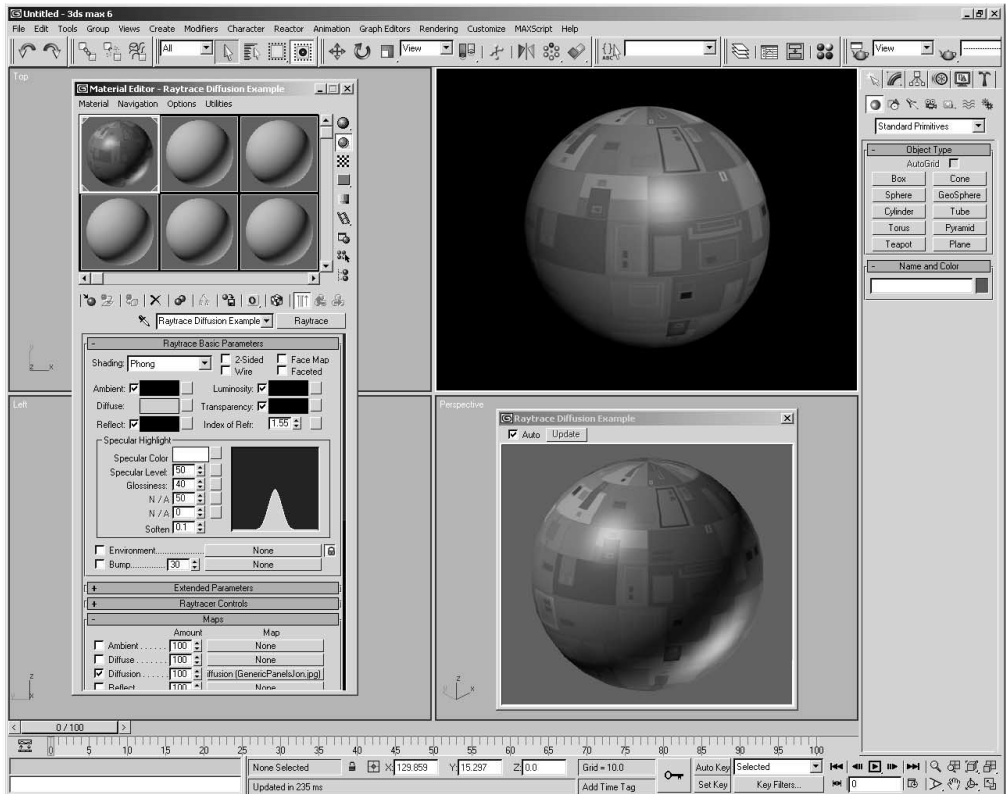 Untitled - 3ds max 6
File Edit Tools Group Views Create Modifiers Character Reactor Animation Graph Editors Rendering Customize MAXScript Help
All
View
ABC
View
Top
Material Editor - Raytrace Diffusion Example
Material Navigation Options Utilities
Raytrace Diffusion Example
Raytrace
Raytrace Basic Parameters
Shading: Phong
2-Sided
Face Map
Wire
Faceted
Ambient:
Luminosity:
Diffuse:
Transparency:
Reflect:
Index of Refr: 1.55
Specular Highlight
Specular Color
Specular Level: 50
Glossiness: 40
N / A 50
N / A 0
Soften 0.1
Environment.................... None
Bump............. 30 None
+ Extended Parameters
+ Raytracer Controls
- Maps
Amount Map
Ambient . . . . . . 100 None
Diffuse . . . . . . . 100 None
Diffusion . . . . . . 100 iffusion (GenericPanelsJon.jpg)
Reflect 100 None
Left
Perspective
Raytrace Diffusion Example
Auto Update
Standard Primitives
- Object Type
AutoGrid
Box Cone
Sphere GeoSphere
Cylinder Tube
Torus Pyramid
Teapot Plane
- Name and Color
z
x
z
x
z
x
0 / 100
0 5 10 15 20 25 30 35 40 45 50 55 60 65 70 75 80 85 90 95 100
None Selected X: 129.859 Y: 15.297 Z: 0.0 Grid = 10.0 Auto Key Selected
Updated in 235 ms Add Time Tag Set Key Key Filters... 0